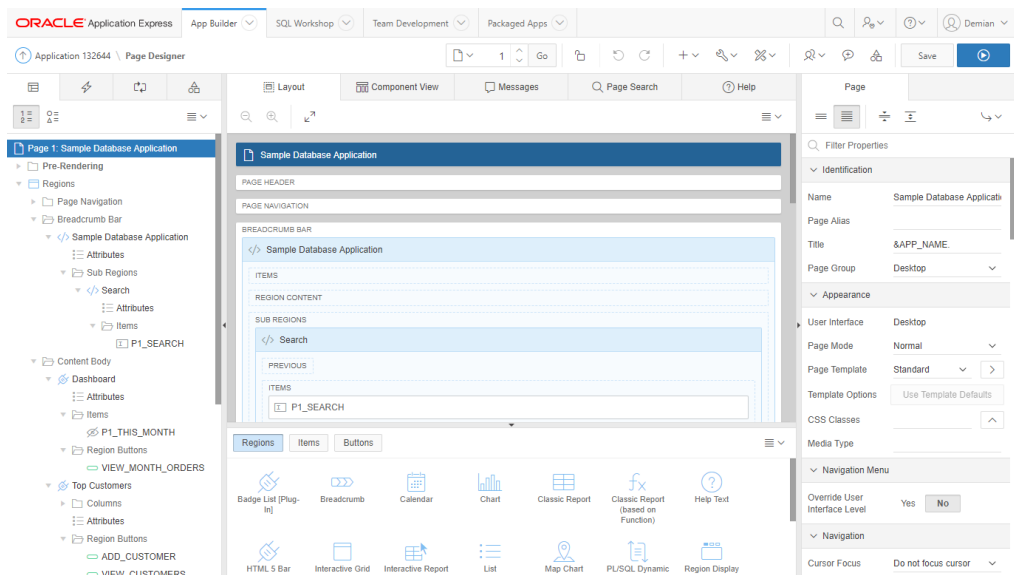 ORACLE Application Express App Builder SQL Workshop Team Development Packaged Apps Demian
Application 132644 \ Page Designer 1 Go Save
Layout Component View Messages Page Search Help Page
Page 1: Sample Database Application
Pre-Rendering
Regions
Page Navigation
Breadcrumb Bar
Sample Database Application
Attributes
Sub Regions
Search
Attributes
Items
P1_SEARCH
Content Body
Dashboard
Attributes
Items
P1_THIS_MONTH
Region Buttons
VIEW_MONTH_ORDERS
Top Customers
Columns
Attributes
Region Buttons
ADD_CUSTOMER
VIEW_CUSTOMERS
Sample Database Application
PAGE HEADER
PAGE NAVIGATION
BREADCRUMB BAR
Sample Database Application
ITEMS
REGION CONTENT
SUB REGIONS
Search
PREVIOUS
ITEMS
P1_SEARCH
Regions Items Buttons
Badge List [Plug-
In]
Breadcrumb
Calendar
Chart
Classic Report
Classic Report
(based on
Function)
Help Text
HTML 5 Bar
Interactive Grid
Interactive Report
List
Map Chart
PL/SQL Dynamic
Region Display
Filter Properties
Identification
Name Sample Database Applicati
Page Alias
Title &APP_NAME.
Page Group Desktop
Appearance
User Interface Desktop
Page Mode Normal
Page Template Standard
Template Options Use Template Defaults
CSS Classes
Media Type
Navigation Menu
Override User
Interface Level Yes No
Navigation
Cursor Focus Do not focus cursor